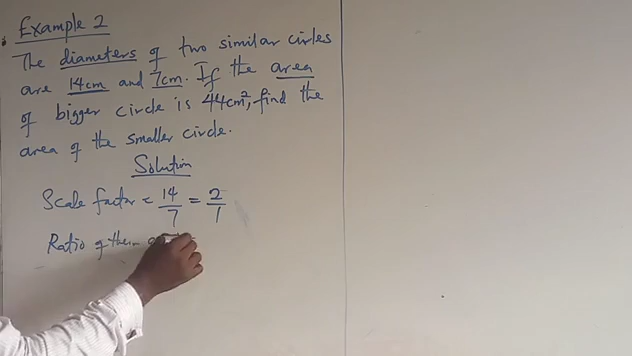 Example 2
The diameters of two similar circles
are 14cm and 7cm. If the area
of bigger circle is 44cm², find the
area of the smaller circle.
Solution
Scale factor = 14/7 = 2/1
Ratio of their